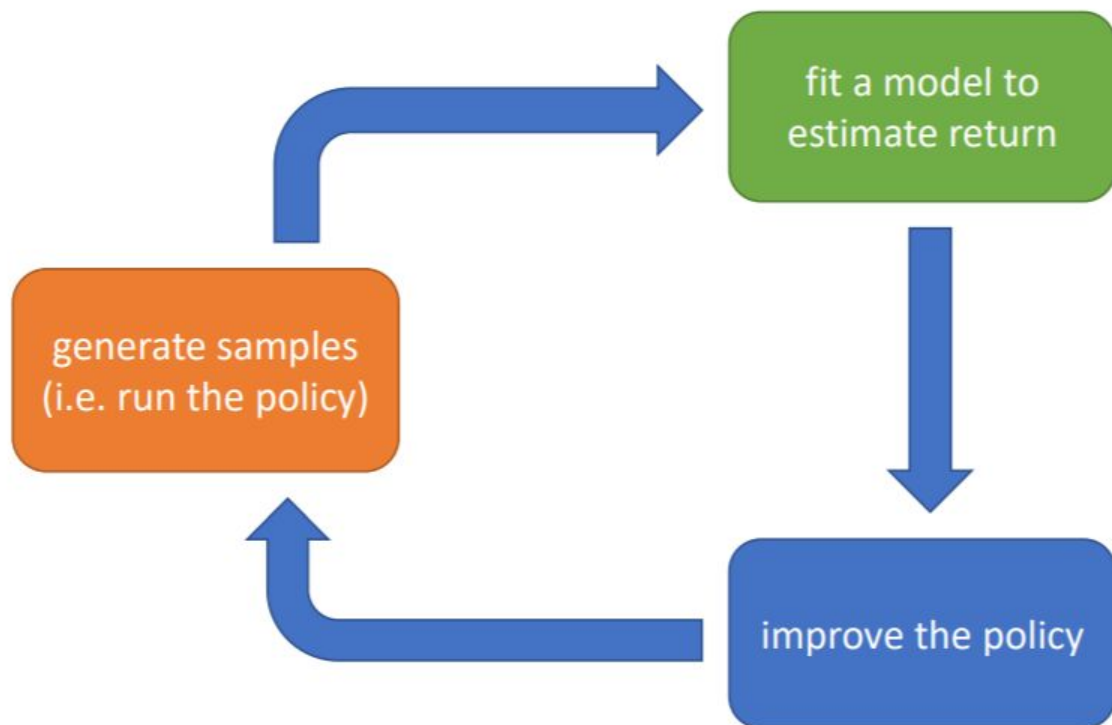 fit a model to
estimate return
generate samples
(i.e. run the policy)
improve the policy